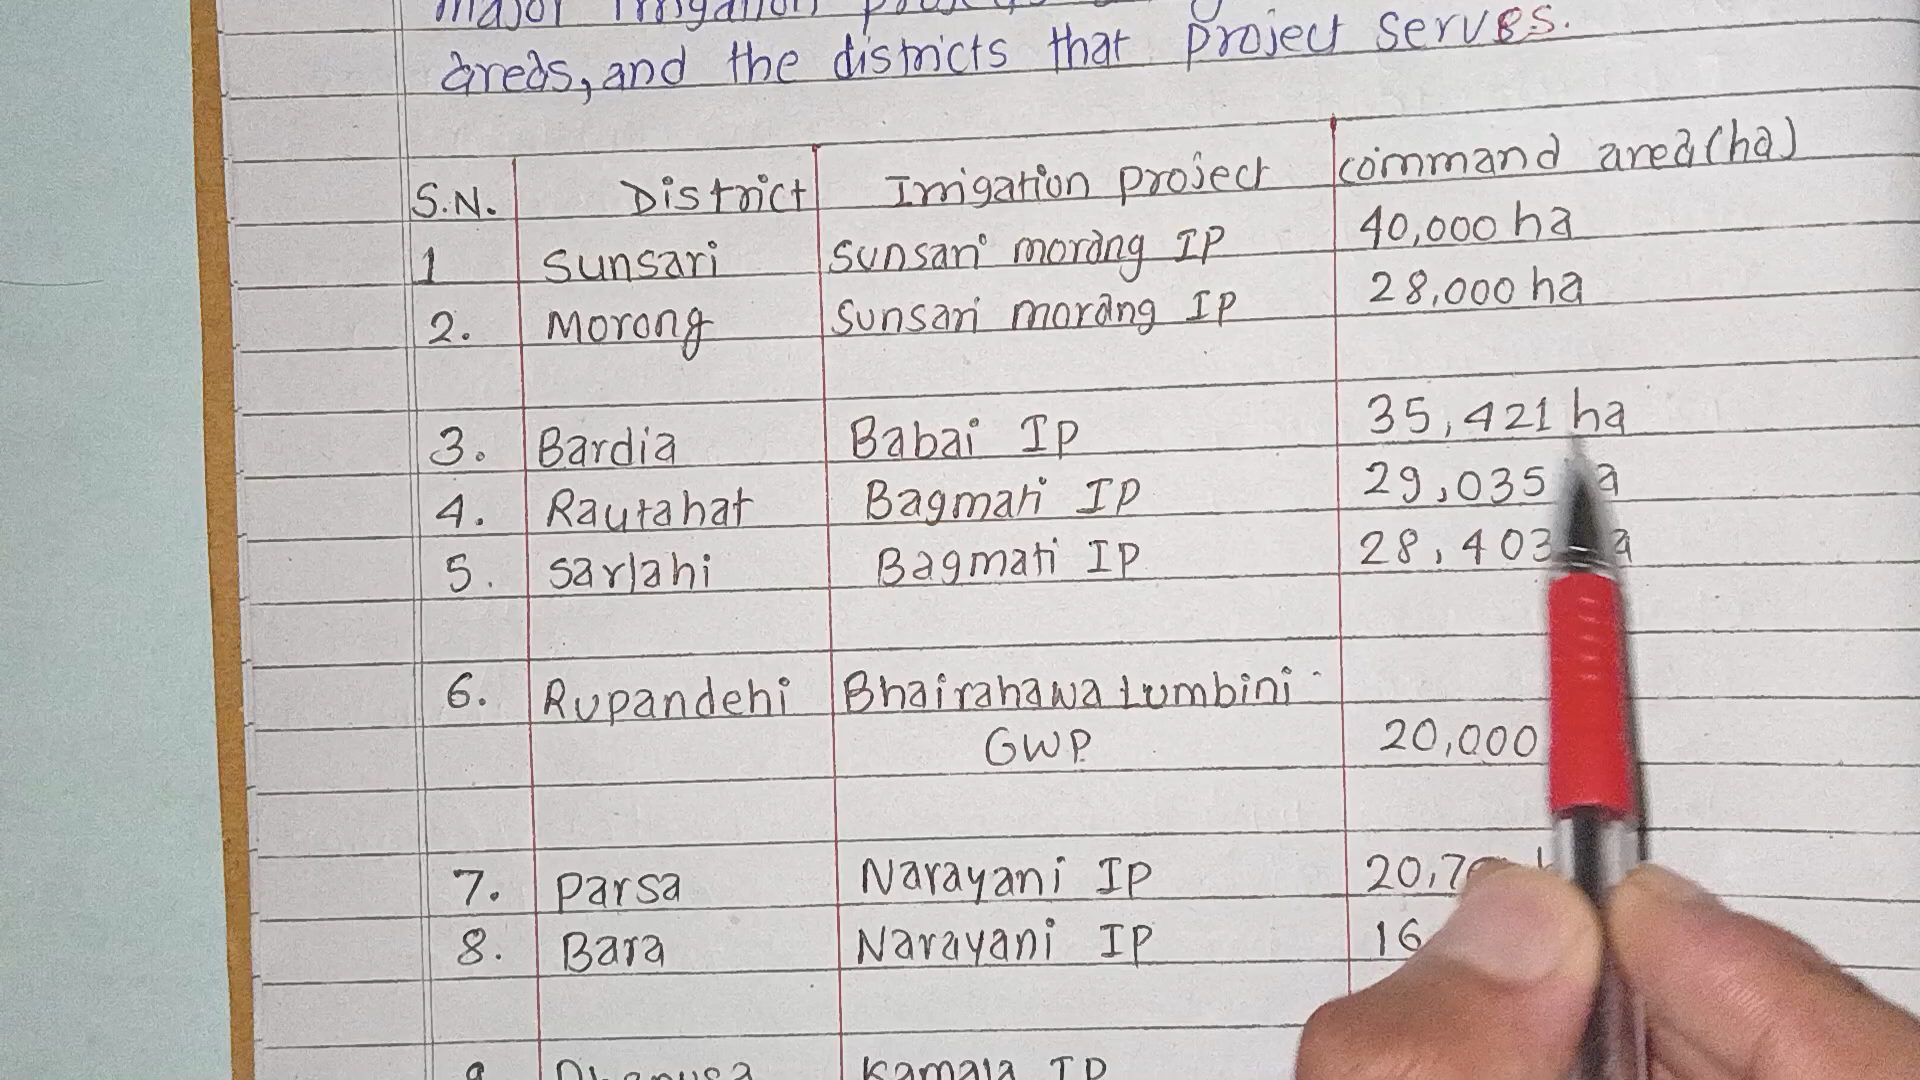 major Irrigation
areas, and the districts that project serves.
S.N. District Irrigation project command area (ha)
1 Sunsari Sunsari morang IP 40,000 ha
2. Morong Sunsari morang IP 28,000 ha
3. Bardia Babai IP 35,421 ha
4. Rautahat Bagmati IP 29,035
5. Sarlahi Bagmati IP 28,403
6. Rupandehi Bhairahawa Lumbini
GWP 20,000
7. Parsa Narayani IP
8. Bara Narayani IP
Kamala IP